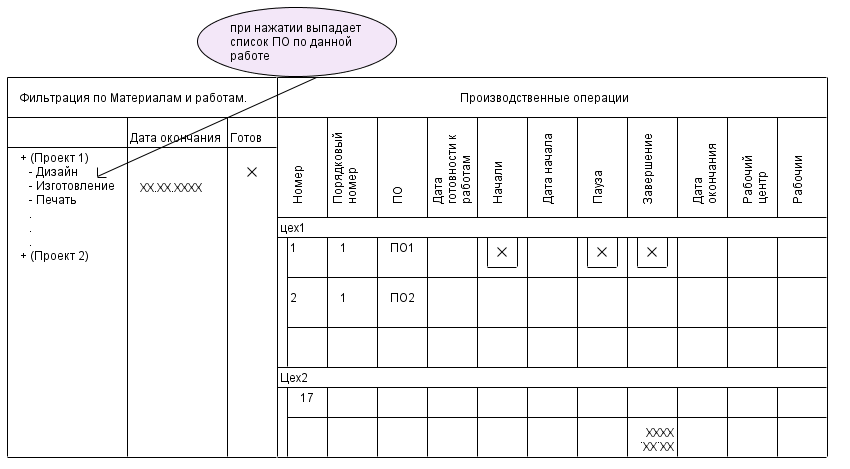 при нажатии выпадает
список ПО по данной
работе
Фильтрация по Материалам и работам.
Производственные операции
Дата окончания
Готов
Номер
Порядковый
номер
ПО
Дата
готовности к
работам
Начали
Дата начала
Пауза
Завершение
Дата
окончания
Рабочий
центр
Рабочии
+ (Проект 1)
- Дизайн
- Изготовление
- Печать
.
.
.
+ (Проект 2)
XX.XX.XXXX
X
цех1
1 1 ПО1 X X X
2 1 ПО2
Цех2
17
XXXX
XX XX